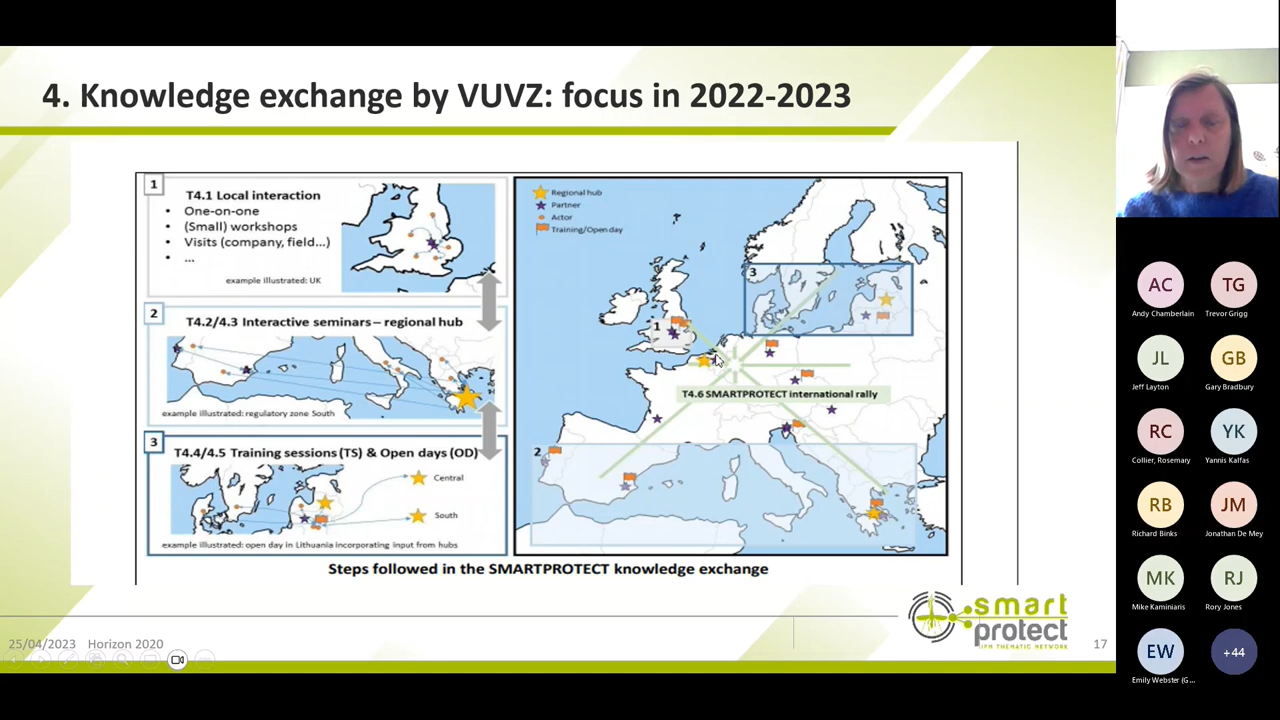 4. Knowledge exchange by VUVZ: focus in 2022-2023
1
T4.1 Local interaction
• One-on-one
• (Small) workshops
• Visits (company, field...)
• ...
example illustrated: UK
2
T4.2/4.3 Interactive seminars – regional hub
example illustrated: regulatory zone South
3
T4.4/4.5 Training sessions (TS) & Open days (OD)
Central
South
example illustrated: open day in Lithuania incorporating input from hubs
Regional hub
Partner
Actor
Training/Open day
3
1
T4.6 SMARTPROTECT international rally
2
Steps followed in the SMARTPROTECT knowledge exchange
smart
protect
IPM THEMATIC NETWORK
25/04/2023 Horizon 2020
17
AC
Andy Chamberlain
TG
Trevor Grigg
JL
Jeff Layton
GB
Gary Bradbury
RC
Collier, Rosemary
YK
Yannis Kalfas
RB
Richard Binks
JM
Jonathan De Mey
MK
Mike Kaminiaris
RJ
Rory Jones
EW
Emily Webster (G...
+44